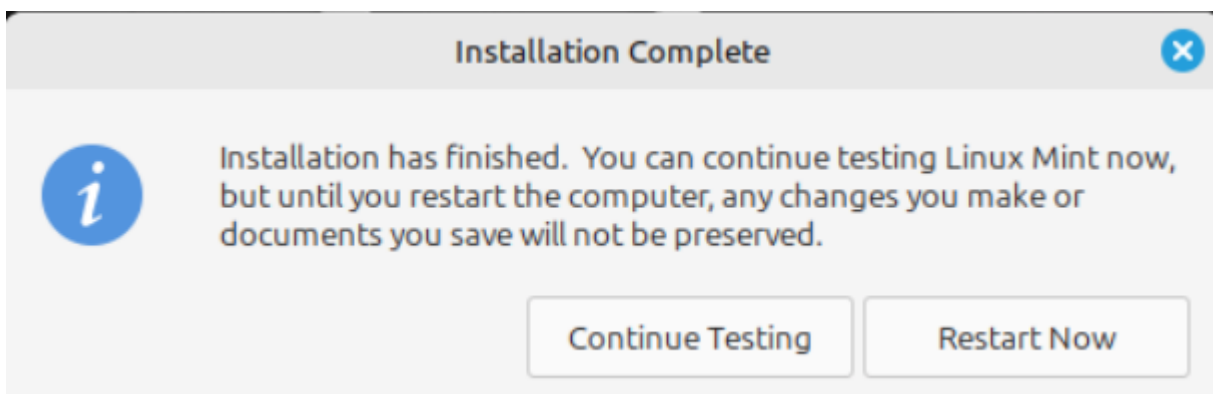 Installation Complete
Installation has finished.  You can continue testing Linux Mint now,
but until you restart the computer, any changes you make or
documents you save will not be preserved.
Continue Testing
Restart Now